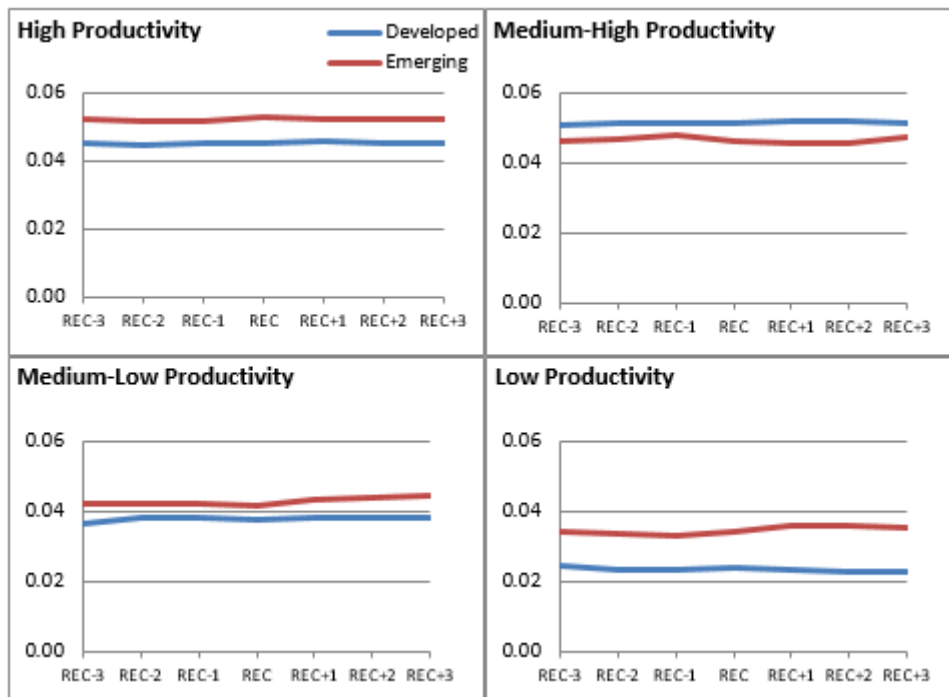 High Productivity
Developed
Emerging
0.06
0.04
0.02
0.00
REC-3 REC-2 REC-1 REC REC+1 REC+2 REC+3
Medium-High Productivity
0.06
0.04
0.02
0.00
REC-3 REC-2 REC-1 REC REC+1 REC+2 REC+3
Medium-Low Productivity
0.06
0.04
0.02
0.00
REC-3 REC-2 REC-1 REC REC+1 REC+2 REC+3
Low Productivity
0.06
0.04
0.02
0.00
REC-3 REC-2 REC-1 REC REC+1 REC+2 REC+3